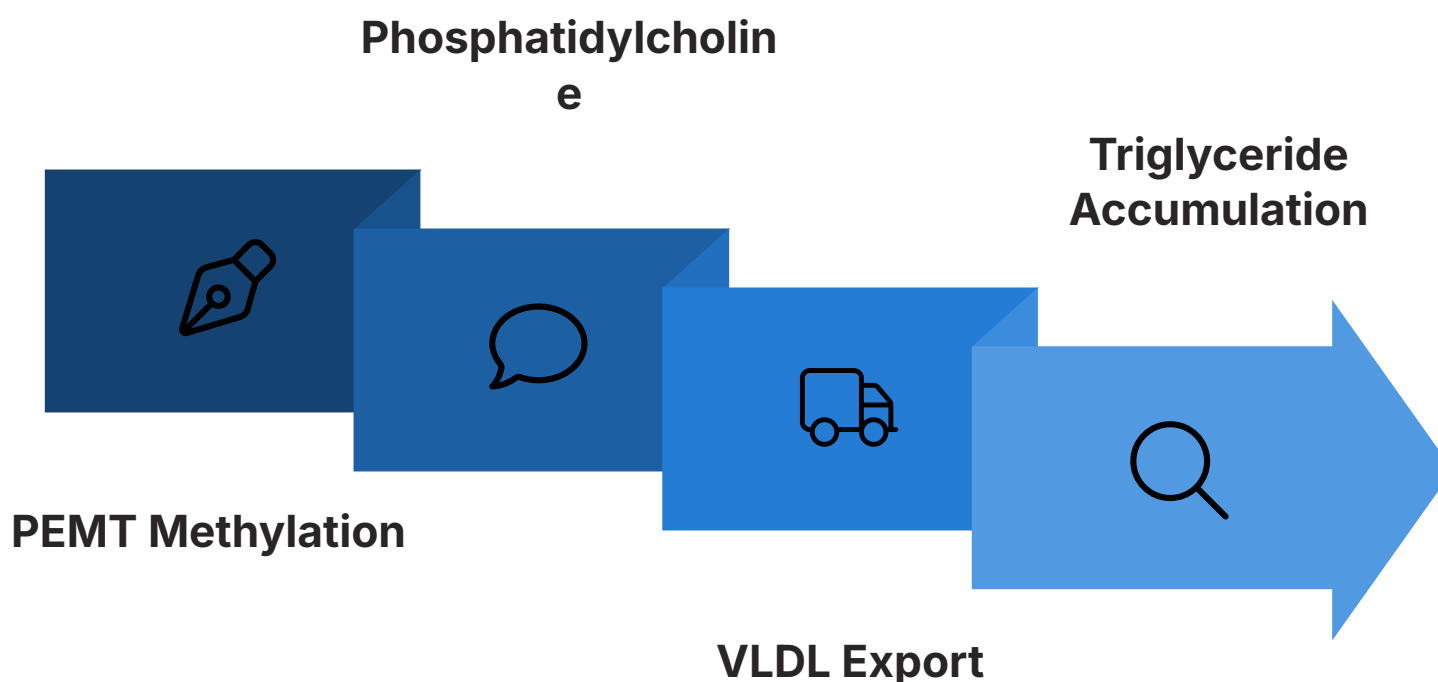 Phosphatidylcholin
e
Triglyceride
Accumulation
PEMT Methylation
VLDL Export